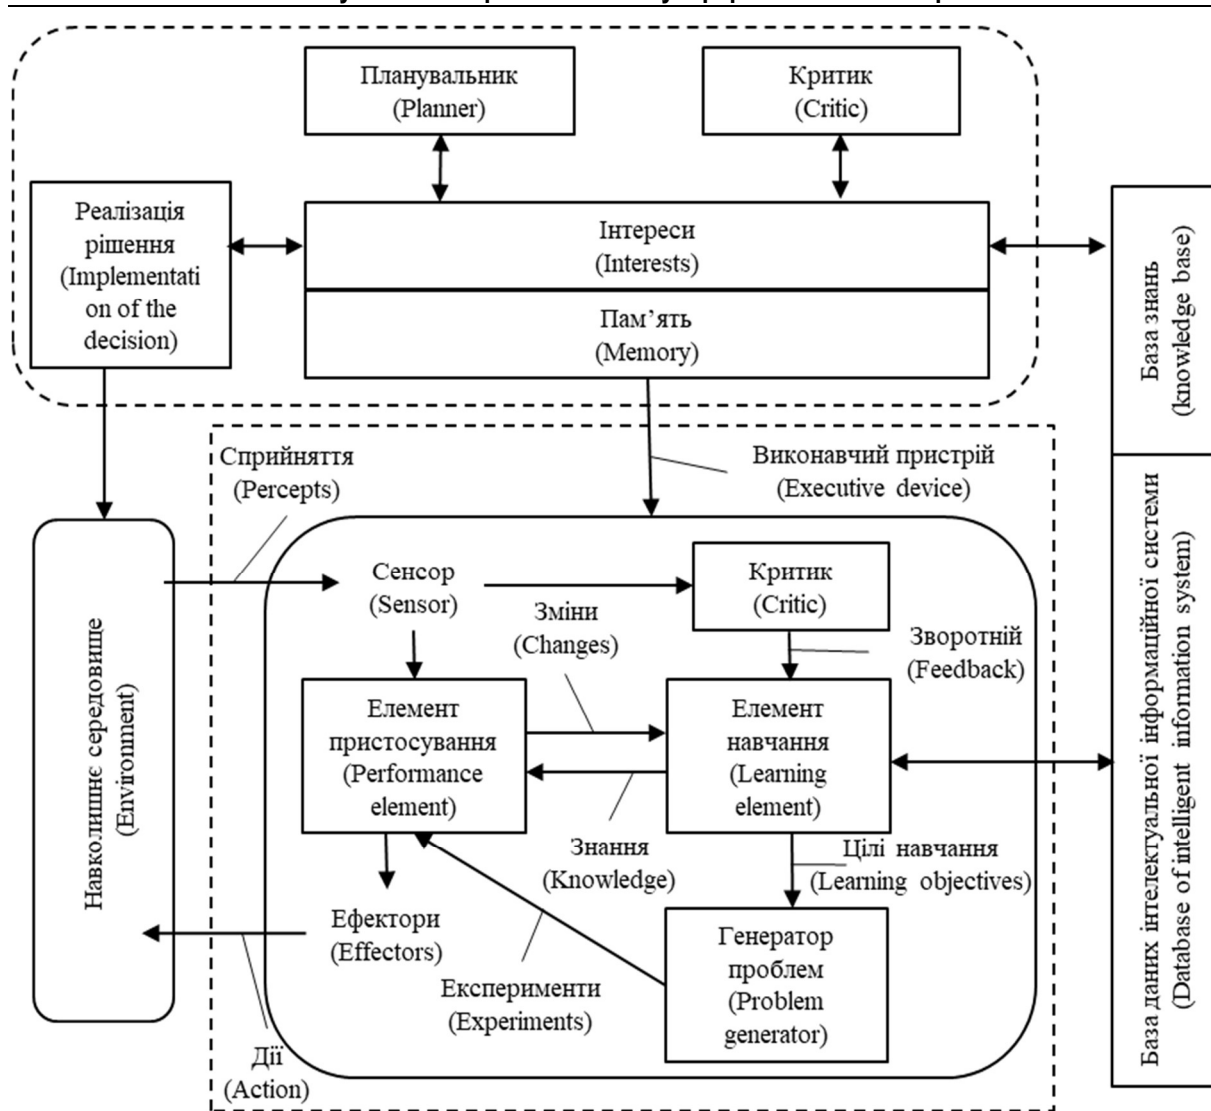 Планувальник
(Planner)
Критик
(Critic)
Реалізація
рішення
(Implementati
on of the
decision)
Інтереси
(Interests)
Пам’ять
(Memory)
База знань
(knowledge base)
Сприйняття
(Percepts)
Виконавчий пристрій
(Executive device)
Навколишнє середовище
(Environment)
Сенсор
(Sensor)
Критик
(Critic)
Зміни
(Changes)
Зворотній
(Feedback)
Елемент
пристосування
(Performance
element)
Елемент
навчання
(Learning
element)
База даних інтелектуальної інформаційної системи
(Database of intelligent information system)
Знання
(Knowledge)
Цілі навчання
(Learning objectives)
Ефектори
(Effectors)
Генератор
проблем
(Problem
generator)
Експерименти
(Experiments)
Дії
(Action)